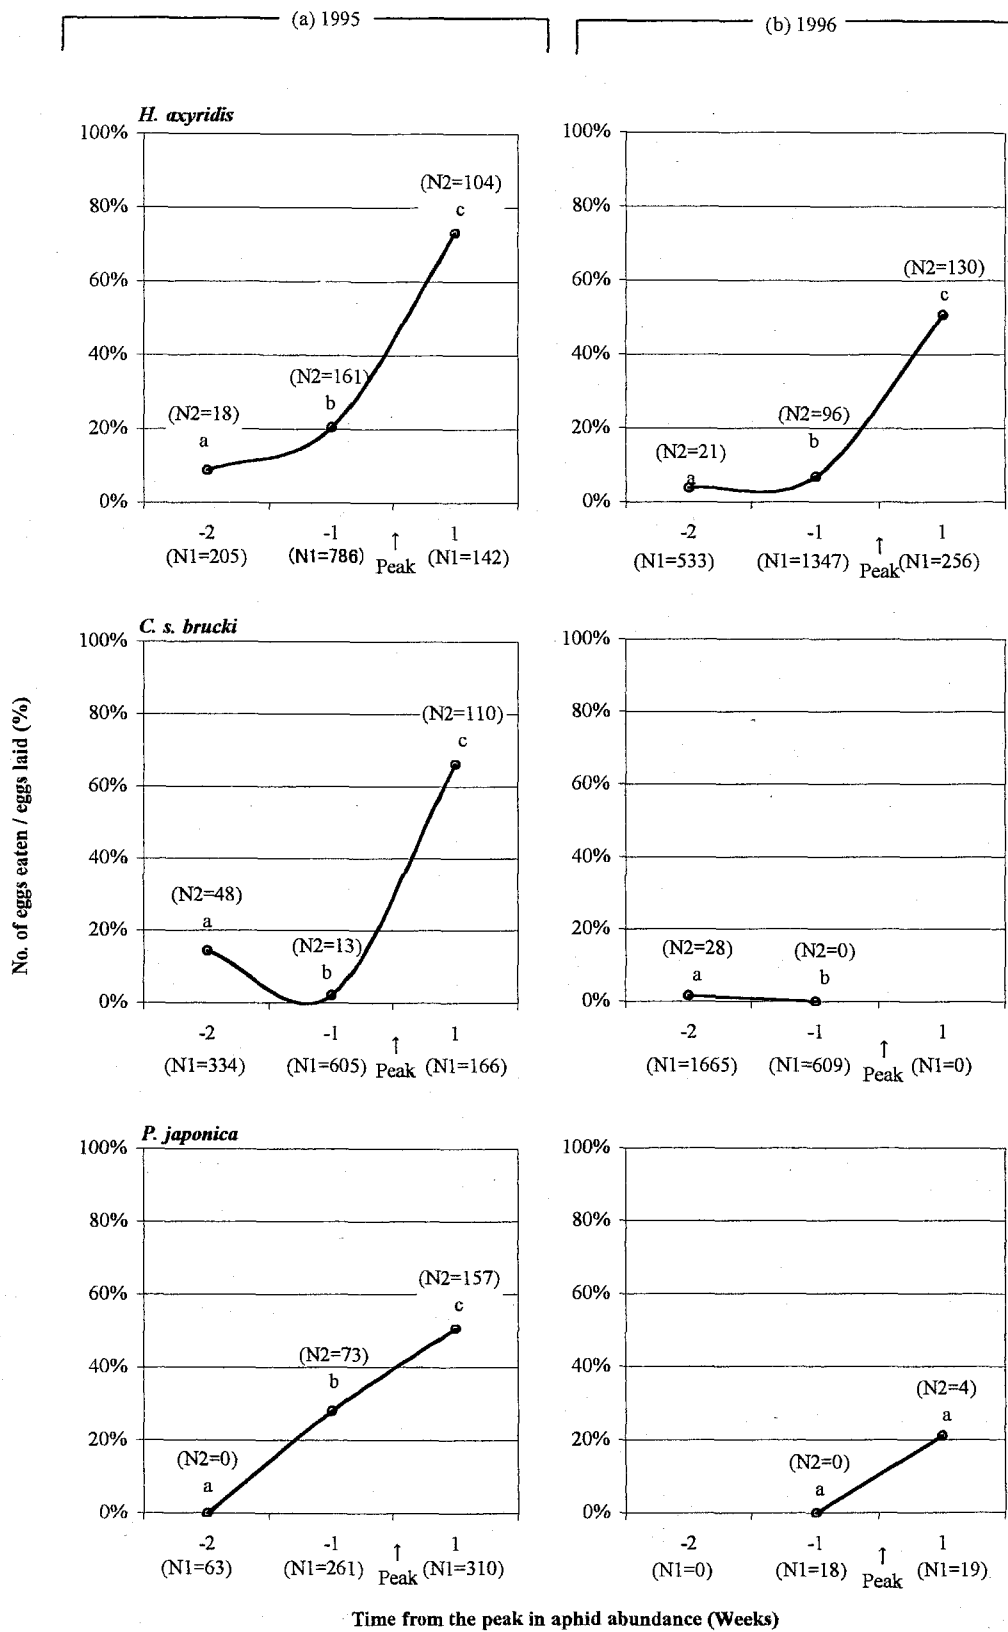 (a) 1995
(b) 1996
H. axyridis
100%
80%
60%
40%
20%
0%
(N2=18)
a
(N2=161)
b
(N2=104)
c
-2
-1
1
(N1=205)
(N1=786)
↑
Peak
(N1=142)
100%
80%
60%
40%
20%
0%
(N2=21)
a
(N2=96)
b
(N2=130)
c
-2
-1
1
(N1=533)
(N1=1347)
↑
Peak
(N1=256)
No. of eggs eaten / eggs laid (%)
C. s. brucki
100%
80%
60%
40%
20%
0%
(N2=48)
a
(N2=13)
b
(N2=110)
c
-2
-1
1
(N1=334)
(N1=605)
↑
Peak
(N1=166)
100%
80%
60%
40%
20%
0%
(N2=28)
a
(N2=0)
b
-2
-1
1
(N1=1665)
(N1=609)
↑
Peak
(N1=0)
P. japonica
100%
80%
60%
40%
20%
0%
(N2=0)
a
(N2=73)
b
(N2=157)
c
-2
-1
1
(N1=63)
(N1=261)
↑
Peak
(N1=310)
100%
80%
60%
40%
20%
0%
(N2=0)
a
(N2=4)
a
-2
-1
1
(N1=0)
(N1=18)
↑
Peak
(N1=19)
Time from the peak in aphid abundance (Weeks)